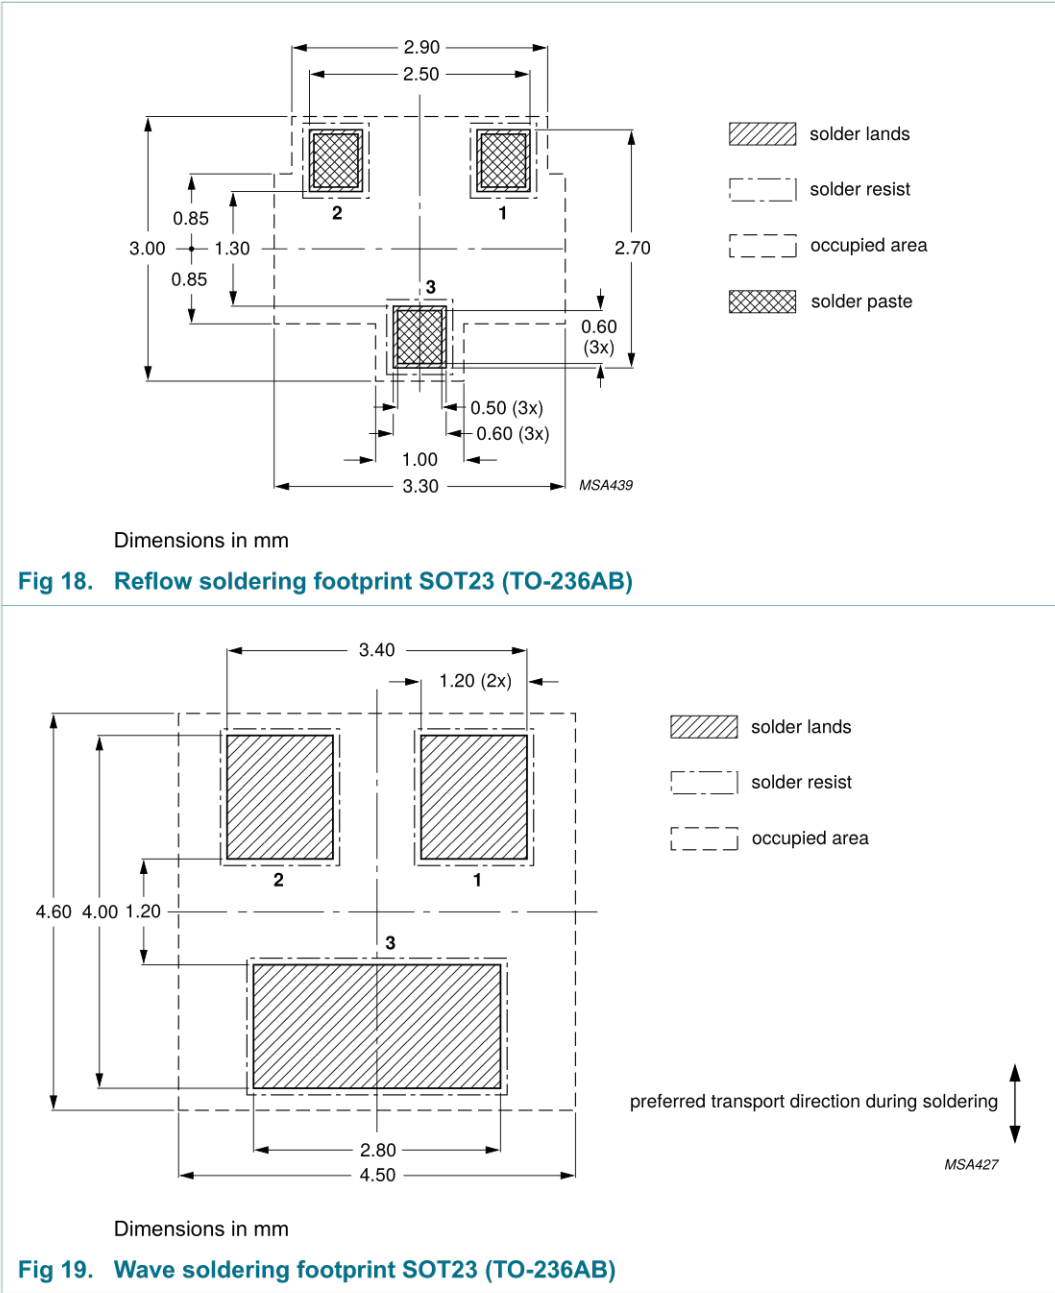 2.90
2.50
solder lands
solder resist
2
1
0.85
3.00
1.30
2.70
occupied area
0.85
3
solder paste
0.60
(3x)
0.50 (3x)
0.60 (3x)
1.00
3.30
MSA439
Dimensions in mm
Fig 18. Reflow soldering footprint SOT23 (TO-236AB)
3.40
1.20 (2x)
solder lands
solder resist
occupied area
2
1
4.60 4.00 1.20
3
preferred transport direction during soldering
2.80
4.50
MSA427
Dimensions in mm
Fig 19. Wave soldering footprint SOT23 (TO-236AB)